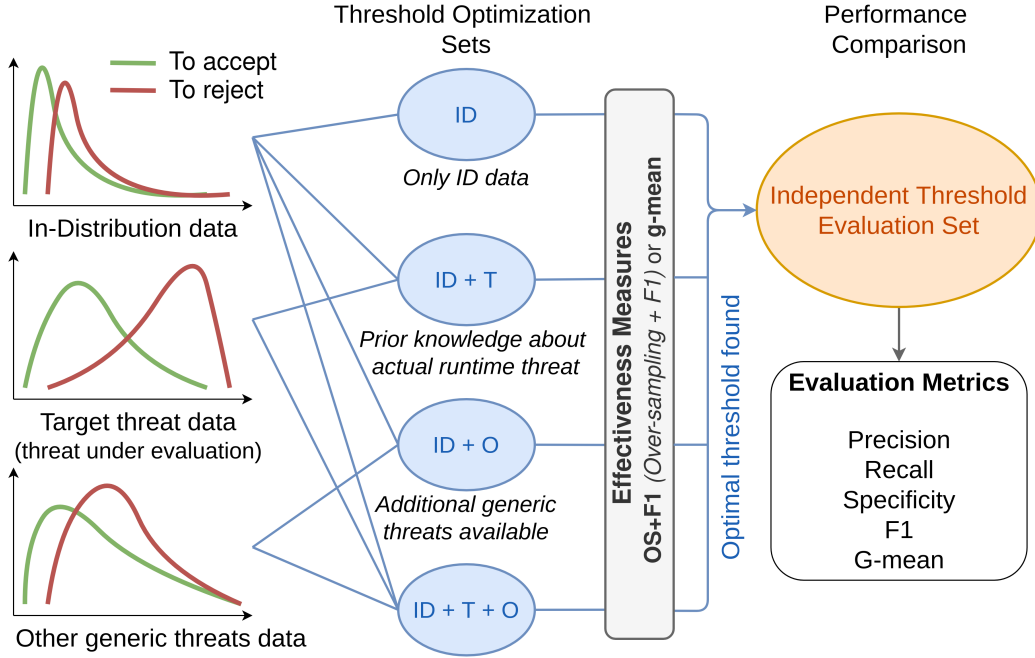 Threshold Optimization
Sets
Performance
Comparison
To accept
To reject
In-Distribution data
Target threat data
(threat under evaluation)
Other generic threats data
ID
Only ID data
ID + T
Prior knowledge about
actual runtime threat
ID + O
Additional generic
threats available
ID + T + O
Effectiveness Measures
OS+F1 (Over-sampling + F1) or g-mean
Optimal threshold found
Independent Threshold
Evaluation Set
Evaluation Metrics
Precision
Recall
Specificity
F1
G-mean